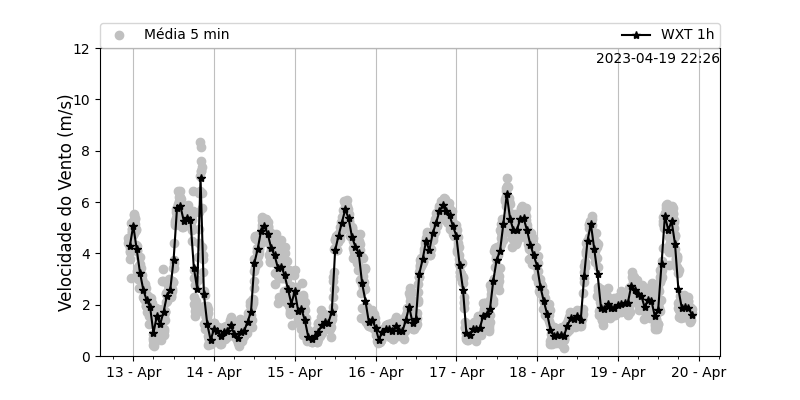 Média 5 min
WXT 1h
2023-04-19 22:26
Velocidade do Vento (m/s)
12
10
8
6
4
2
0
13 - Apr
14 - Apr
15 - Apr
16 - Apr
17 - Apr
18 - Apr
19 - Apr
20 - Apr